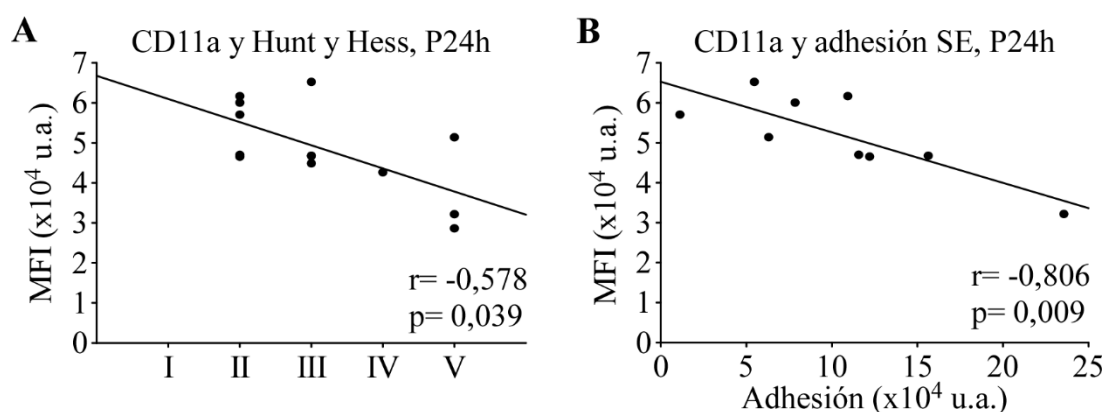 A
CD11a y Hunt y Hess, P24h
MFI (x10⁴ u.a.)
7
6
5
4
3
2
1
0
r= -0,578
p= 0,039
I II III IV V
B
CD11a y adhesión SE, P24h
MFI (x10⁴ u.a.)
7
6
5
4
3
2
1
0
r= -0,806
p= 0,009
0 5 10 15 20 25
Adhesión (x10⁴ u.a.)